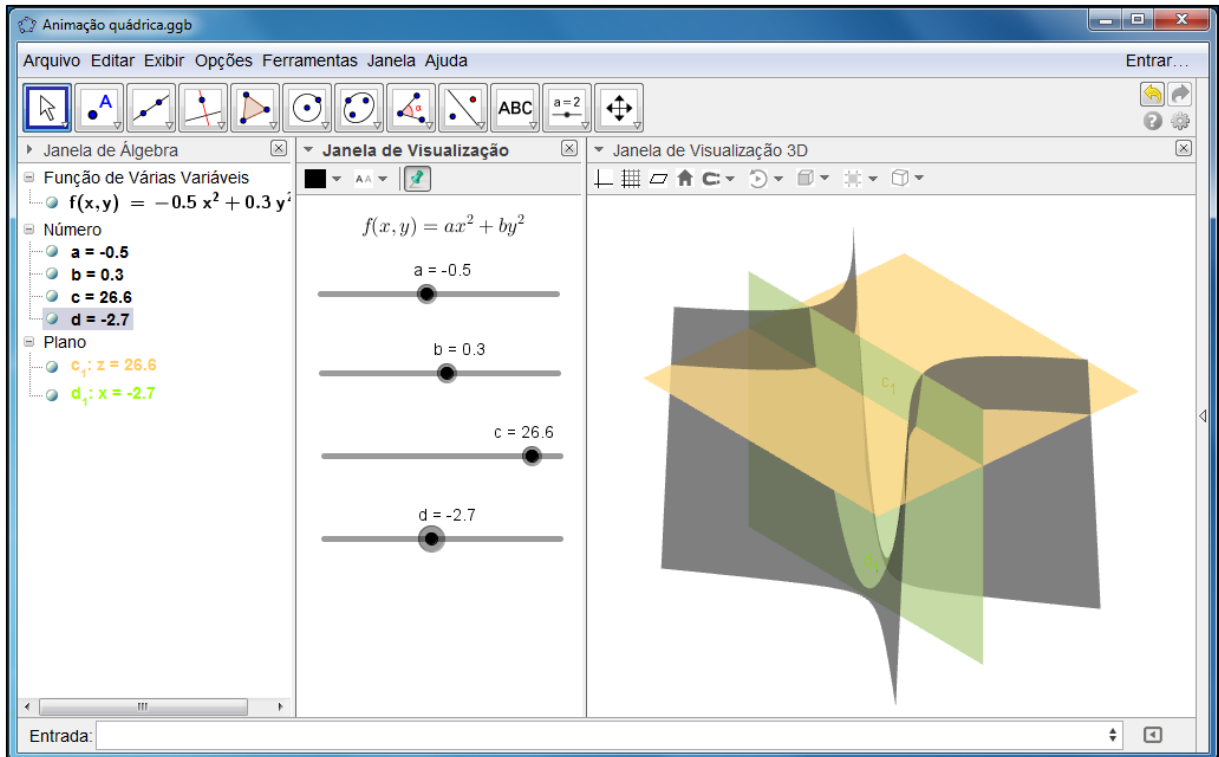 Animação quádrica.ggb
Arquivo Editar Exibir Opções Ferramentas Janela Ajuda
Entrar...
A
α
ABC
a=2
Janela de Álgebra
Função de Várias Variáveis
f(x,y) = −0.5 x² + 0.3 y²
Número
a = -0.5
b = 0.3
c = 26.6
d = -2.7
Plano
c₁: z = 26.6
d₁: x = -2.7
Janela de Visualização
AA
f(x, y) = ax² + by²
a = -0.5
b = 0.3
c = 26.6
d = -2.7
Janela de Visualização 3D
c₁
d₁
Entrada: